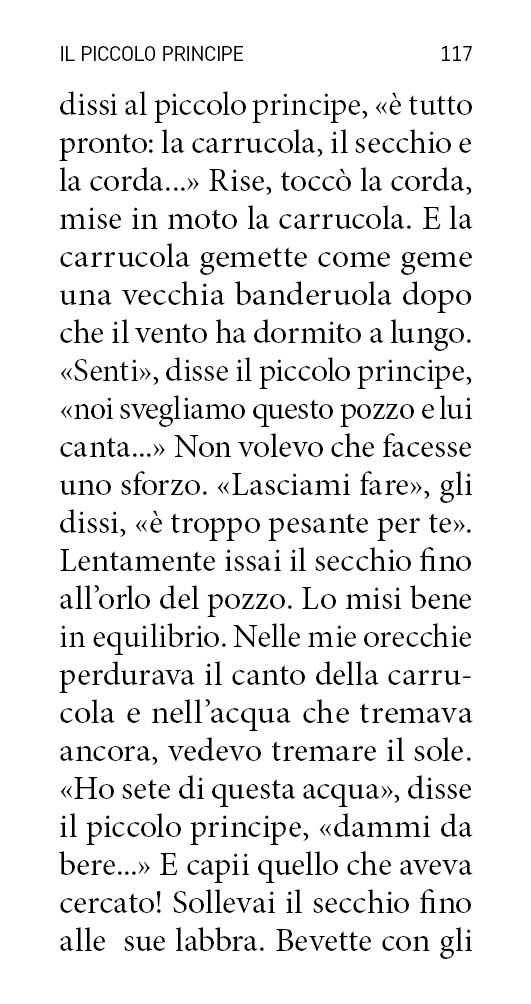 IL PICCOLO PRINCIPE 117
dissi al piccolo principe, «è tutto
pronto: la carrucola, il secchio e
la corda...» Rise, toccò la corda,
mise in moto la carrucola. E la
carrucola gemette come geme
una vecchia banderuola dopo
che il vento ha dormito a lungo.
«Senti», disse il piccolo principe,
«noi svegliamo questo pozzo e lui
canta...» Non volevo che facesse
uno sforzo. «Lasciami fare», gli
dissi, «è troppo pesante per te».
Lentamente issai il secchio fino
all’orlo del pozzo. Lo misi bene
in equilibrio. Nelle mie orecchie
perdurava il canto della carru-
cola e nell’acqua che tremava
ancora, vedevo tremare il sole.
«Ho sete di questa acqua», disse
il piccolo principe, «dammi da
bere...» E capii quello che aveva
cercato! Sollevai il secchio fino
alle sue labbra. Bevette con gli